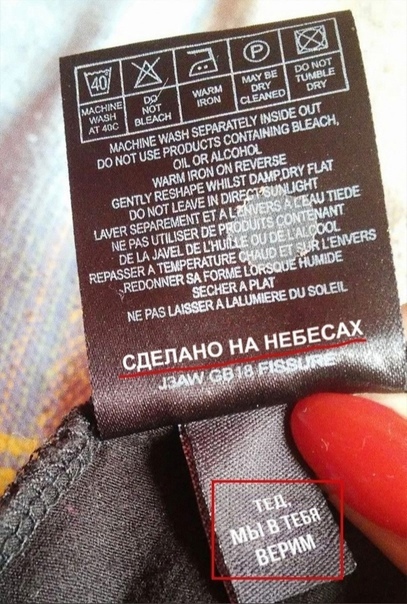 40
MACHINE WASH AT 40C
DO NOT BLEACH
WARM IRON
P
MAY BE DRY CLEANED
DO NOT TUMBLE DRY
MACHINE WASH SEPARATELY INSIDE OUT
DO NOT USE PRODUCTS CONTAINING BLEACH,
OIL OR ALCOHOL
WARM IRON ON REVERSE
GENTLY RESHAPE WHILST DAMP,DRY FLAT
DO NOT LEAVE IN DIRECT SUNLIGHT
LAVER SEPAREMENT ET A L'ENVERS A L'EAU TIEDE
NE PAS UTILISER DE PRODUITS CONTENANT
DE LA JAVEL DE L'HUILE OU DE L'ALCOOL
REPASSER A TEMPERATURE CHAUD ET SUR L'ENVERS
REDONNER SA FORME LORSQUE HUMIDE
SECHER A PLAT
NE PAS LAISSER A LALUMIERE DU SOLEIL
СДЕЛАНО НА НЕБЕСАХ
J3AW GB18 FISSURE
ТЕД,
МЫ В ТЕБЯ
ВЕРИМ